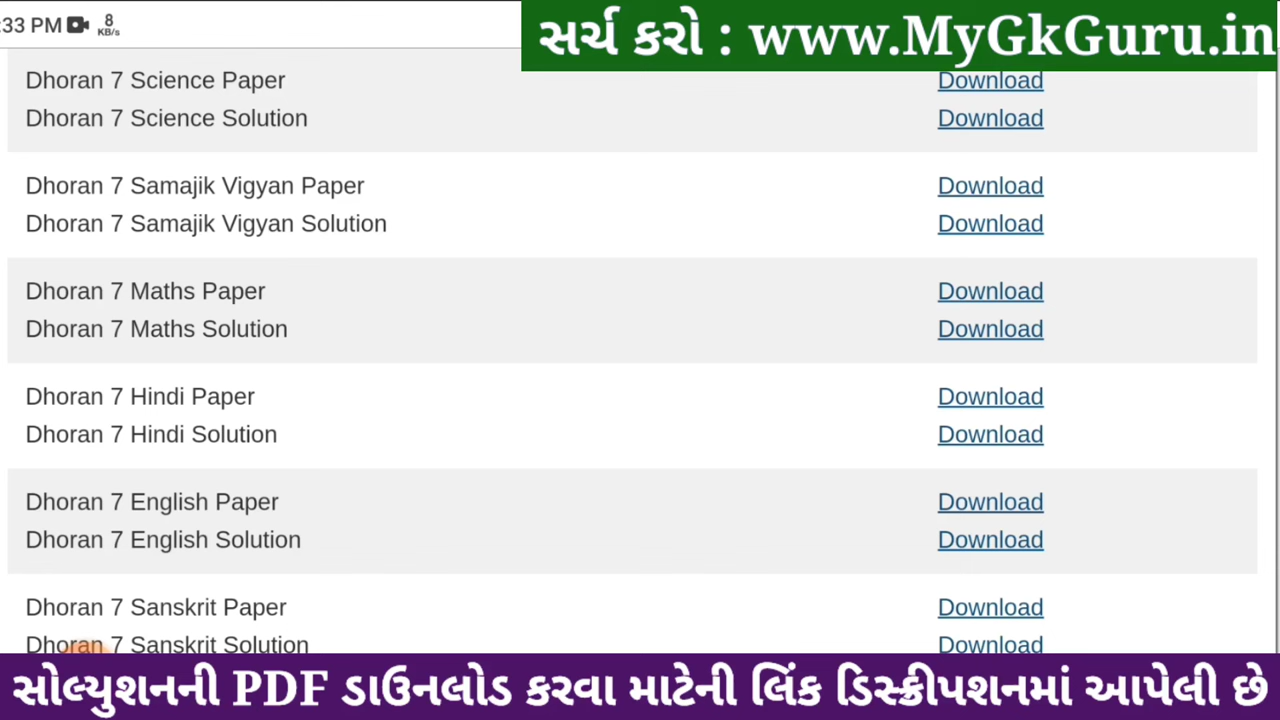 :33 PM 8 KB/s
સર્ચ કરો : www.MyGkGuru.in
Dhoran 7 Science Paper Download
Dhoran 7 Science Solution Download
Dhoran 7 Samajik Vigyan Paper Download
Dhoran 7 Samajik Vigyan Solution Download
Dhoran 7 Maths Paper Download
Dhoran 7 Maths Solution Download
Dhoran 7 Hindi Paper Download
Dhoran 7 Hindi Solution Download
Dhoran 7 English Paper Download
Dhoran 7 English Solution Download
Dhoran 7 Sanskrit Paper Download
Dhoran 7 Sanskrit Solution Download
સોલ્યુશનની PDF ડાઉનલોડ કરવા માટેની લિંક ડિસ્ક્રીપશનમાં આપેલી છે